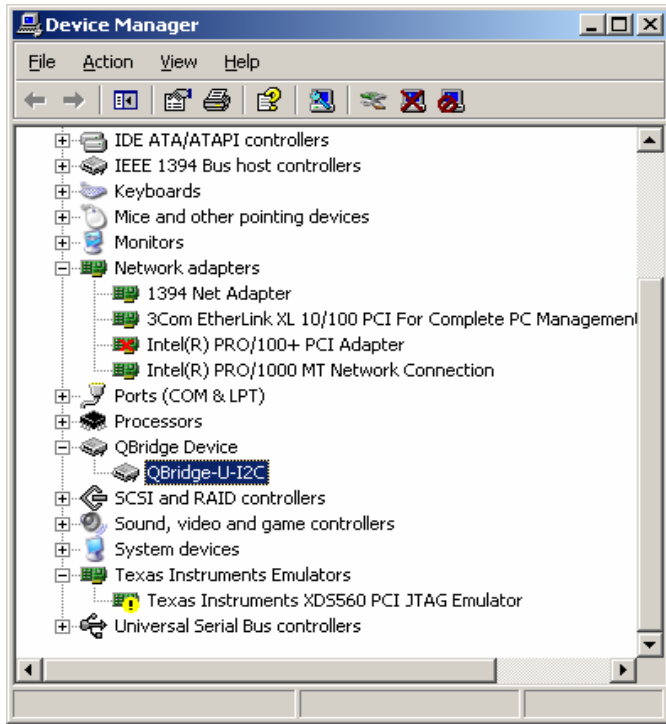 Device Manager
File Action View Help
IDE ATA/ATAPI controllers
IEEE 1394 Bus host controllers
Keyboards
Mice and other pointing devices
Monitors
Network adapters
1394 Net Adapter
3Com EtherLink XL 10/100 PCI For Complete PC Managemen
Intel(R) PRO/100+ PCI Adapter
Intel(R) PRO/1000 MT Network Connection
Ports (COM & LPT)
Processors
QBridge Device
QBridge-U-I2C
SCSI and RAID controllers
Sound, video and game controllers
System devices
Texas Instruments Emulators
Texas Instruments XDS560 PCI JTAG Emulator
Universal Serial Bus controllers